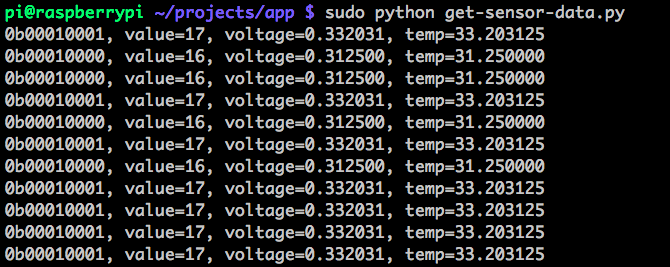 pi@raspberrypi ~/projects/app $ sudo python get-sensor-data.py
0b00010001, value=17, voltage=0.332031, temp=33.203125
0b00010000, value=16, voltage=0.312500, temp=31.250000
0b00010000, value=16, voltage=0.312500, temp=31.250000
0b00010001, value=17, voltage=0.332031, temp=33.203125
0b00010000, value=16, voltage=0.312500, temp=31.250000
0b00010001, value=17, voltage=0.332031, temp=33.203125
0b00010000, value=16, voltage=0.312500, temp=31.250000
0b00010001, value=17, voltage=0.332031, temp=33.203125
0b00010001, value=17, voltage=0.332031, temp=33.203125
0b00010001, value=17, voltage=0.332031, temp=33.203125
0b00010001, value=17, voltage=0.332031, temp=33.203125